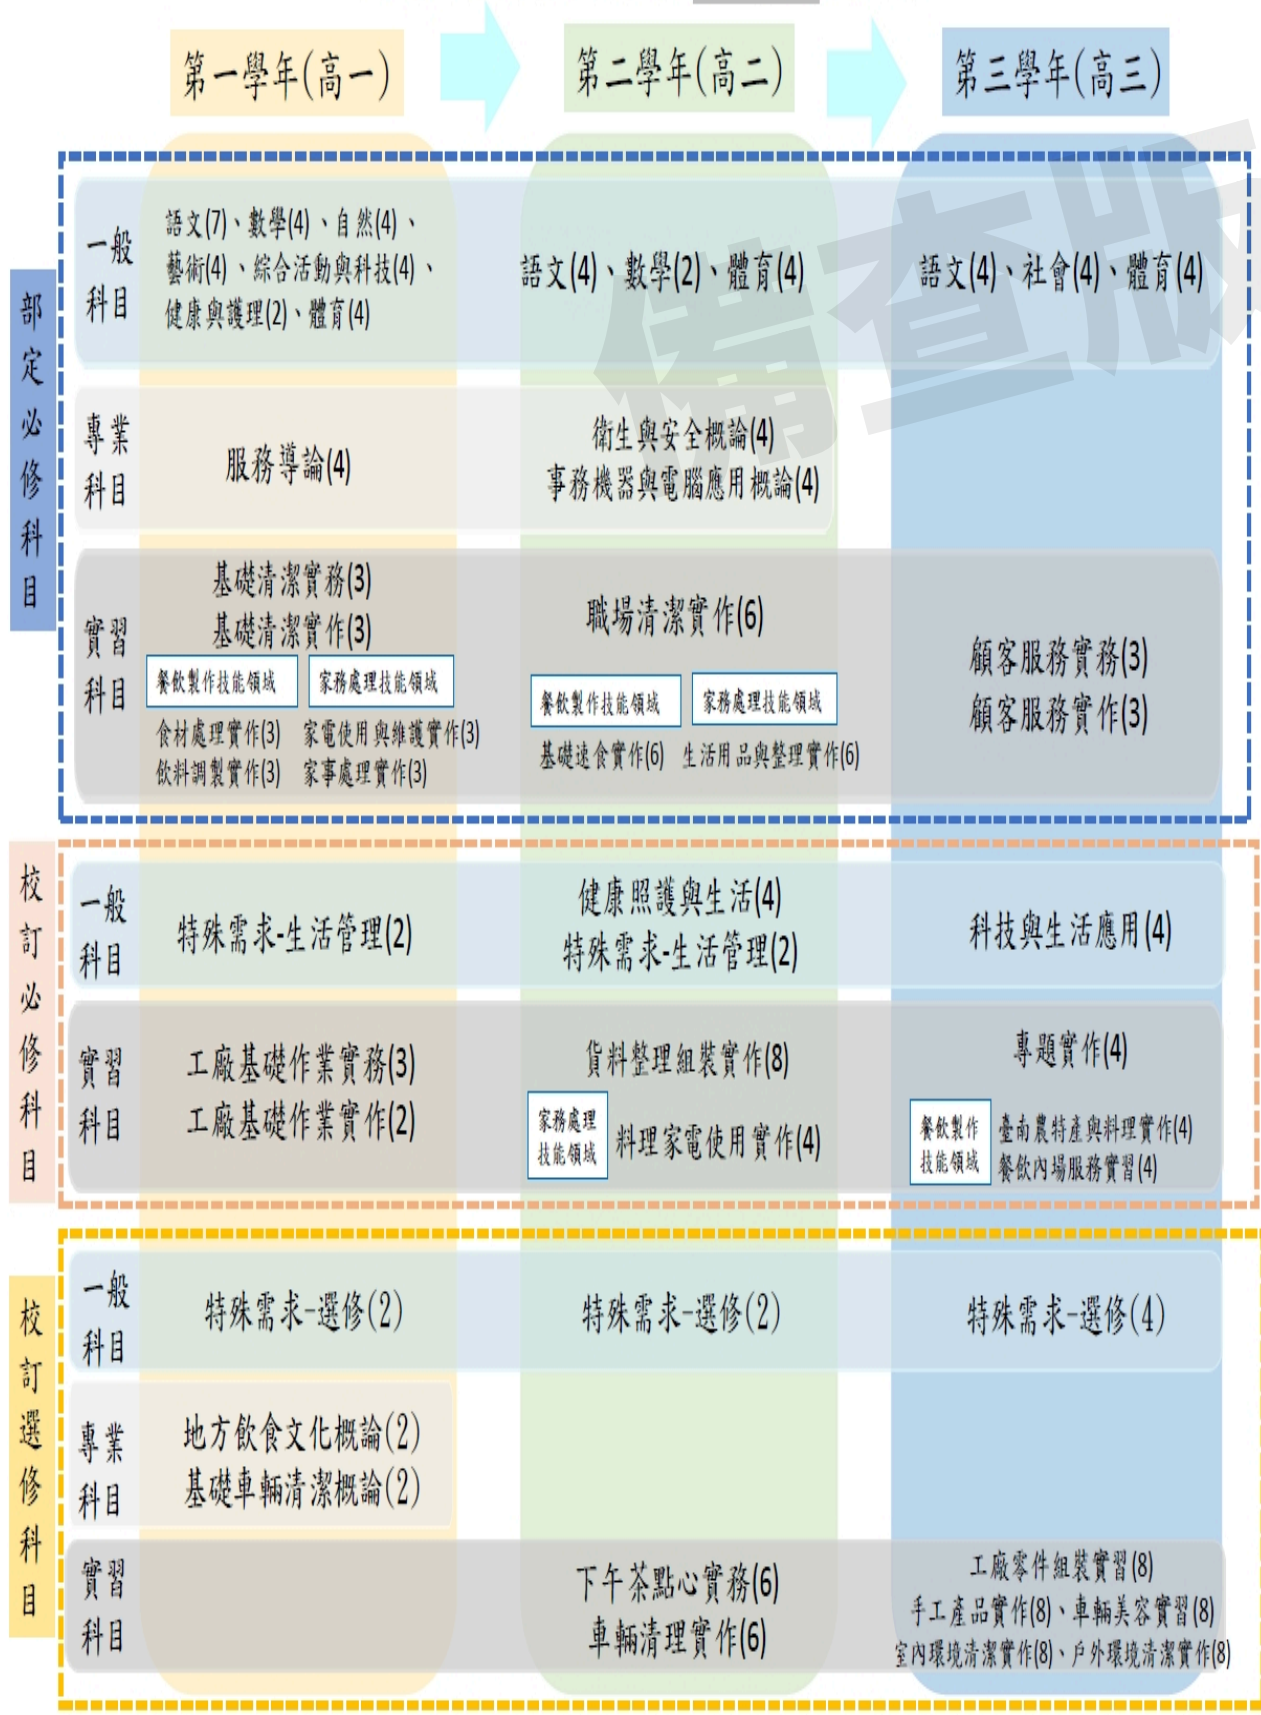 第一學年(高一)
第二學年(高二)
第三學年(高三)
備查版
部定必修科目
一般科目
語文(7)、數學(4)、自然(4)、
藝術(4)、綜合活動與科技(4)、
健康與護理(2)、體育(4)
語文(4)、數學(2)、體育(4)
語文(4)、社會(4)、體育(4)
專業科目
服務導論(4)
衛生與安全概論(4)
事務機器與電腦應用概論(4)
實習科目
基礎清潔實務(3)
基礎清潔實作(3)
餐飲製作技能領域
家務處理技能領域
食材處理實作(3)
家電使用與維護實作(3)
飲料調製實作(3)
家事處理實作(3)
職場清潔實作(6)
餐飲製作技能領域
家務處理技能領域
基礎速食實作(6)
生活用品與整理實作(6)
顧客服務實務(3)
顧客服務實作(3)
校訂必修科目
一般科目
特殊需求-生活管理(2)
健康照護與生活(4)
特殊需求-生活管理(2)
科技與生活應用(4)
實習科目
工廠基礎作業實務(3)
工廠基礎作業實作(2)
貨料整理組裝實作(8)
家務處理
技能領域
料理家電使用實作(4)
專題實作(4)
餐飲製作
技能領域
臺南農特產與料理實作(4)
餐飲內場服務實習(4)
校訂選修科目
一般科目
特殊需求-選修(2)
特殊需求-選修(2)
特殊需求-選修(4)
專業科目
地方飲食文化概論(2)
基礎車輛清潔概論(2)
實習科目
下午茶點心實務(6)
車輛清理實作(6)
工廠零件組裝實習(8)
手工產品實作(8)、車輛美容實習(8)
室內環境清潔實作(8)、戶外環境清潔實作(8)